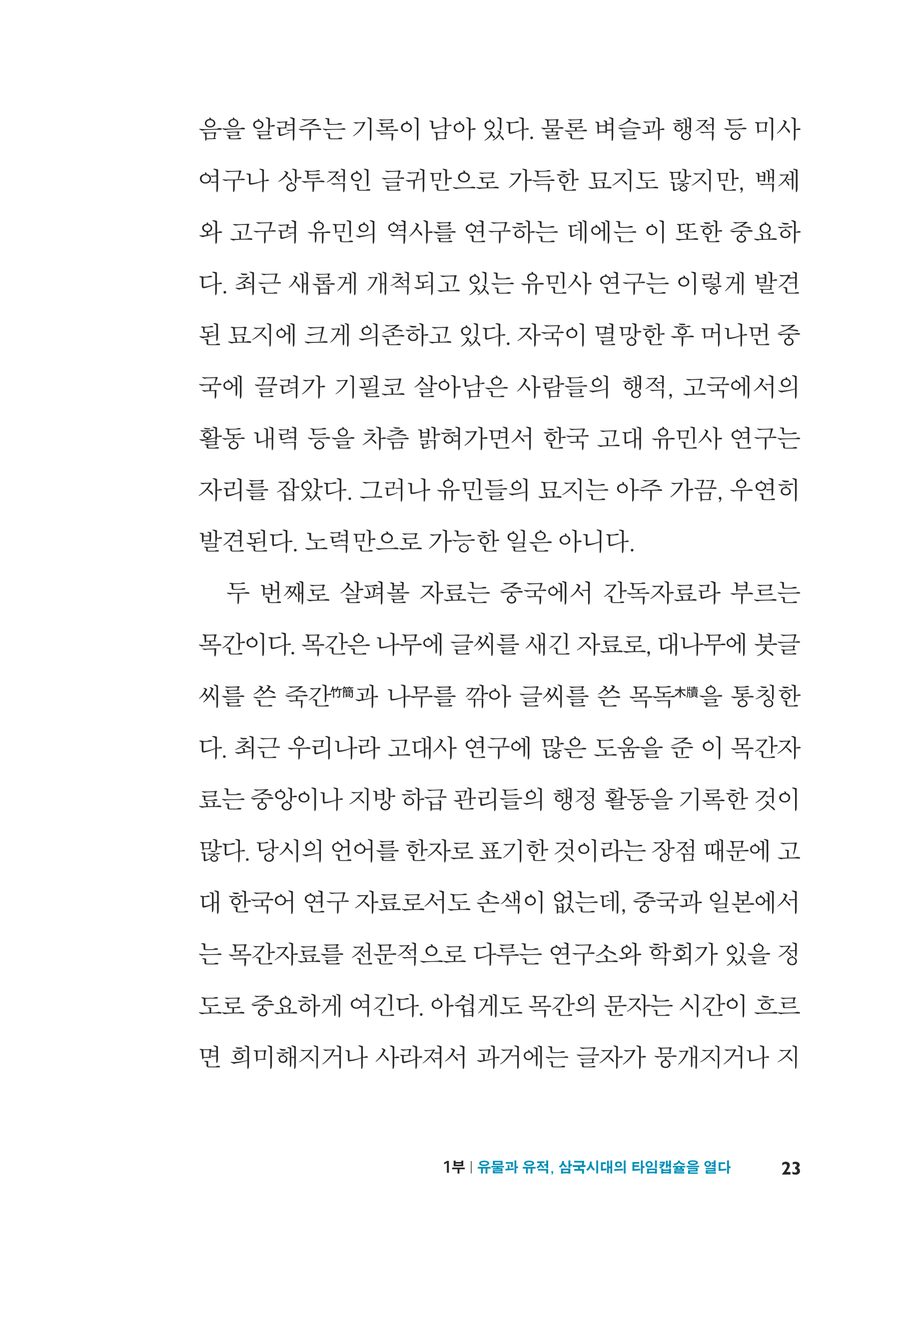 음을 알려주는 기록이 남아 있다. 물론 벼슬과 행적 등 미사
여구나 상투적인 글귀만으로 가득한 묘지도 많지만, 백제
와 고구려 유민의 역사를 연구하는 데에는 이 또한 중요하
다. 최근 새롭게 개척되고 있는 유민사 연구는 이렇게 발견
된 묘지에 크게 의존하고 있다. 자국이 멸망한 후 머나먼 중
국에 끌려가 기필코 살아남은 사람들의 행적, 고국에서의
활동 내력 등을 차츰 밝혀가면서 한국 고대 유민사 연구는
자리를 잡았다. 그러나 유민들의 묘지는 아주 가끔, 우연히
발견된다. 노력만으로 가능한 일은 아니다.
두 번째로 살펴볼 자료는 중국에서 간독자료라 부르는
목간이다. 목간은 나무에 글씨를 새긴 자료로, 대나무에 붓글
씨를 쓴 죽간竹簡과 나무를 깎아 글씨를 쓴 목독木牘을 통칭한
다. 최근 우리나라 고대사 연구에 많은 도움을 준 이 목간자
료는 중앙이나 지방 하급 관리들의 행정 활동을 기록한 것이
많다. 당시의 언어를 한자로 표기한 것이라는 장점 때문에 고
대 한국어 연구 자료로서도 손색이 없는데, 중국과 일본에서
는 목간자료를 전문적으로 다루는 연구소와 학회가 있을 정
도로 중요하게 여긴다. 아쉽게도 목간의 문자는 시간이 흐르
면 희미해지거나 사라져서 과거에는 글자가 뭉개지거나 지
1부 | 유물과 유적, 삼국시대의 타임캡슐을 열다 23